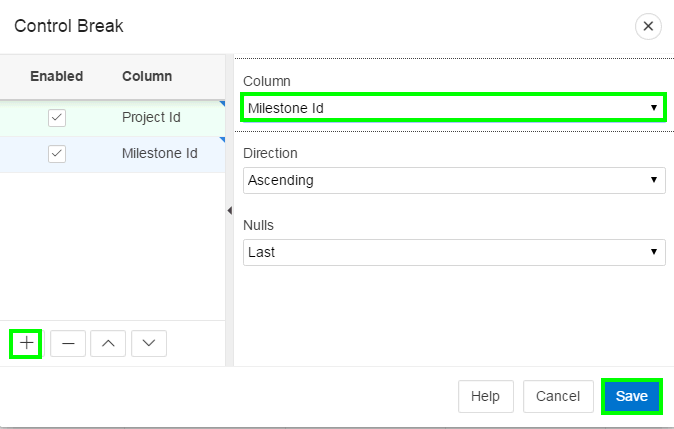 Control Break
Enabled Column
Project Id
Milestone Id
Column
Milestone Id
Direction
Ascending
Nulls
Last
Help Cancel Save